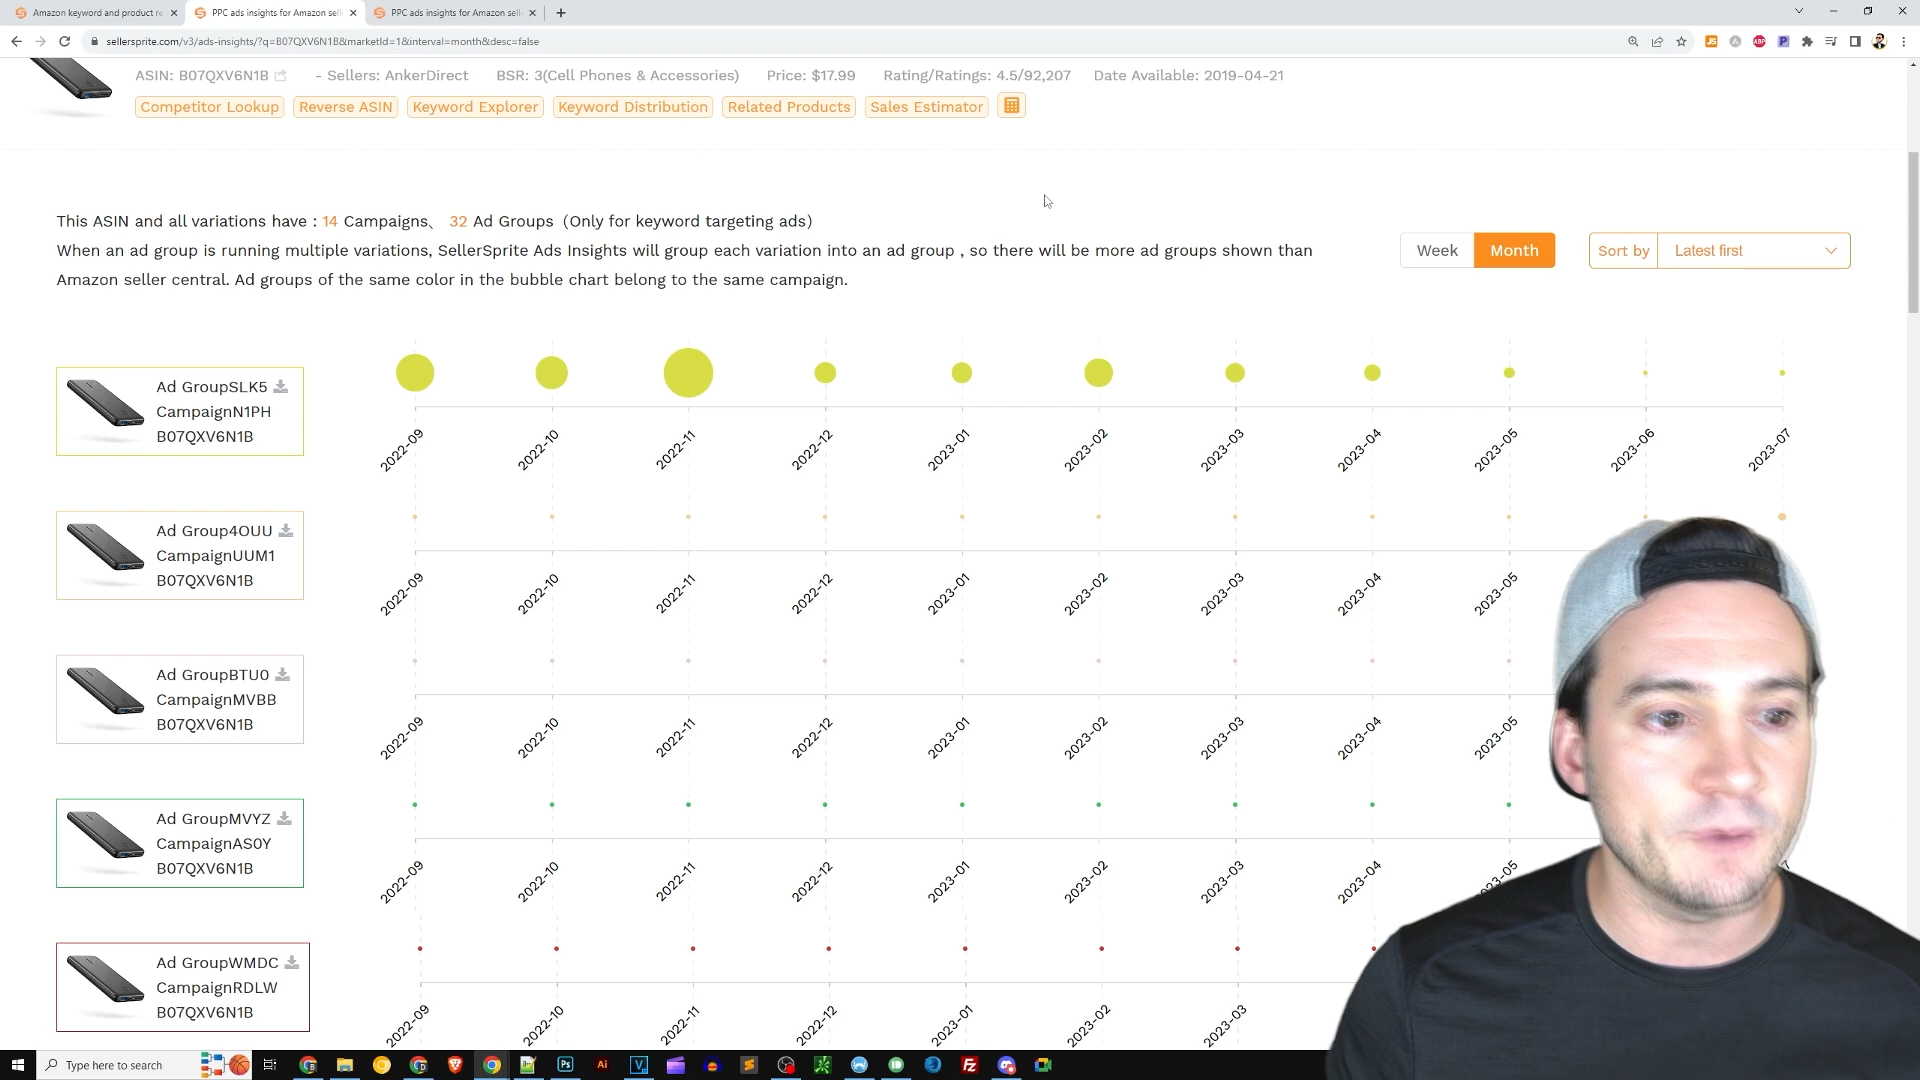 Amazon keyword and product re
PPC ads insights for Amazon sell
PPC ads insights for Amazon sell
sellersprite.com/v3/ads-insights/?q=B07QXV6N1B&marketId=1&interval=month&desc=false
ASIN: B07QXV6N1B - Sellers: AnkerDirect BSR: 3(Cell Phones & Accessories) Price: $17.99 Rating/Ratings: 4.5/92,207 Date Available: 2019-04-21
Competitor Lookup Reverse ASIN Keyword Explorer Keyword Distribution Related Products Sales Estimator
This ASIN and all variations have : 14 Campaigns、 32 Ad Groups（Only for keyword targeting ads)
When an ad group is running multiple variations, SellerSprite Ads Insights will group each variation into an ad group , so there will be more ad groups shown than
Amazon seller central. Ad groups of the same color in the bubble chart belong to the same campaign.
Week Month Sort by Latest first
Ad GroupSLK5
CampaignN1PH
B07QXV6N1B
2022-09 2022-10 2022-11 2022-12 2023-01 2023-02 2023-03 2023-04 2023-05 2023-06 2023-07
Ad Group4OUU
CampaignUUM1
B07QXV6N1B
2022-09 2022-10 2022-11 2022-12 2023-01 2023-02 2023-03 2023-04 2023-05
Ad GroupBTU0
CampaignMVBB
B07QXV6N1B
2022-09 2022-10 2022-11 2022-12 2023-01 2023-02 2023-03 2023-04 2023-05
Ad GroupMVYZ
CampaignAS0Y
B07QXV6N1B
2022-09 2022-10 2022-11 2022-12 2023-01 2023-02 2023-03 2023-04
Ad GroupWMDC
CampaignRDLW
B07QXV6N1B
2022-09 2022-10 2022-11 2022-12 2023-01 2023-02 2023-03
Type here to search